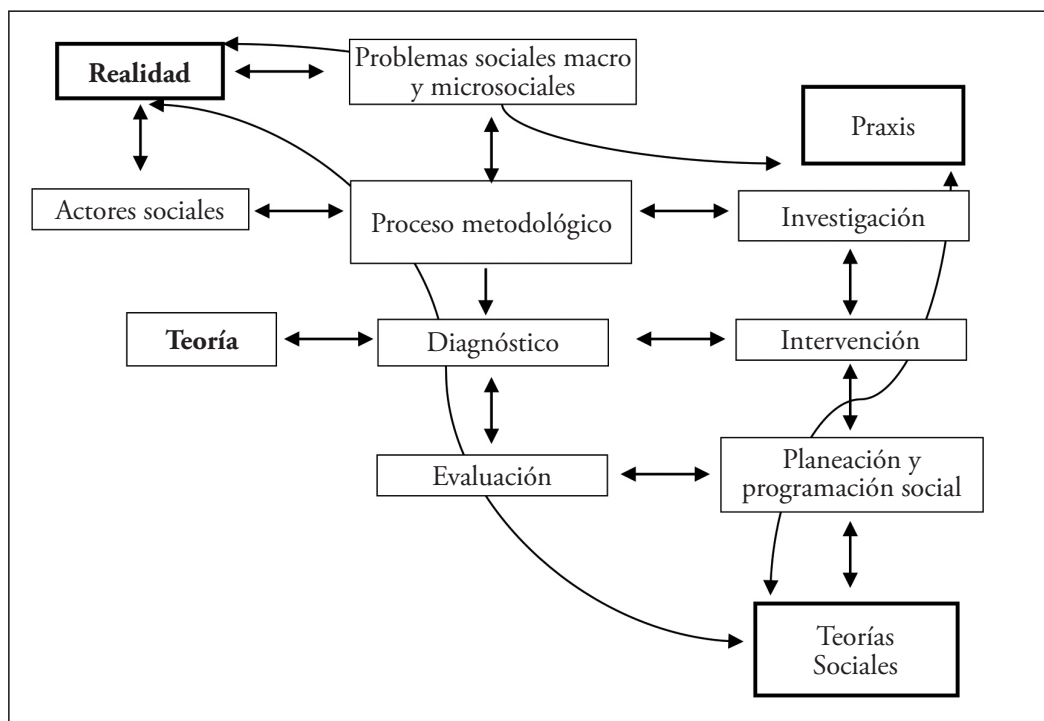 Realidad
Problemas sociales macro
y microsociales
Praxis
Actores sociales
Proceso metodológico
Investigación
Teoría
Diagnóstico
Intervención
Evaluación
Planeación y
programación social
Teorías
Sociales